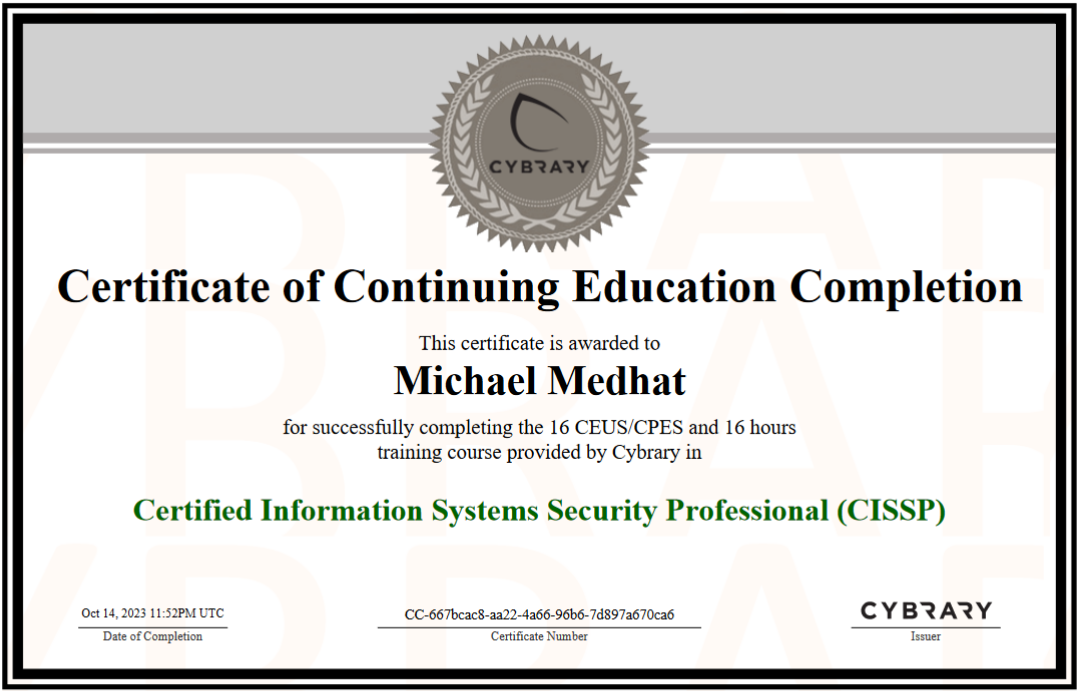 CYBRARY
Certificate of Continuing Education Completion
This certificate is awarded to
Michael Medhat
for successfully completing the 16 CEUS/CPES and 16 hours
training course provided by Cybrary in
Certified Information Systems Security Professional (CISSP)
Oct 14, 2023 11:52PM UTC
Date of Completion
CC-667bcac8-aa22-4a66-96b6-7d897a670ca6
Certificate Number
CYBRARY
Issuer